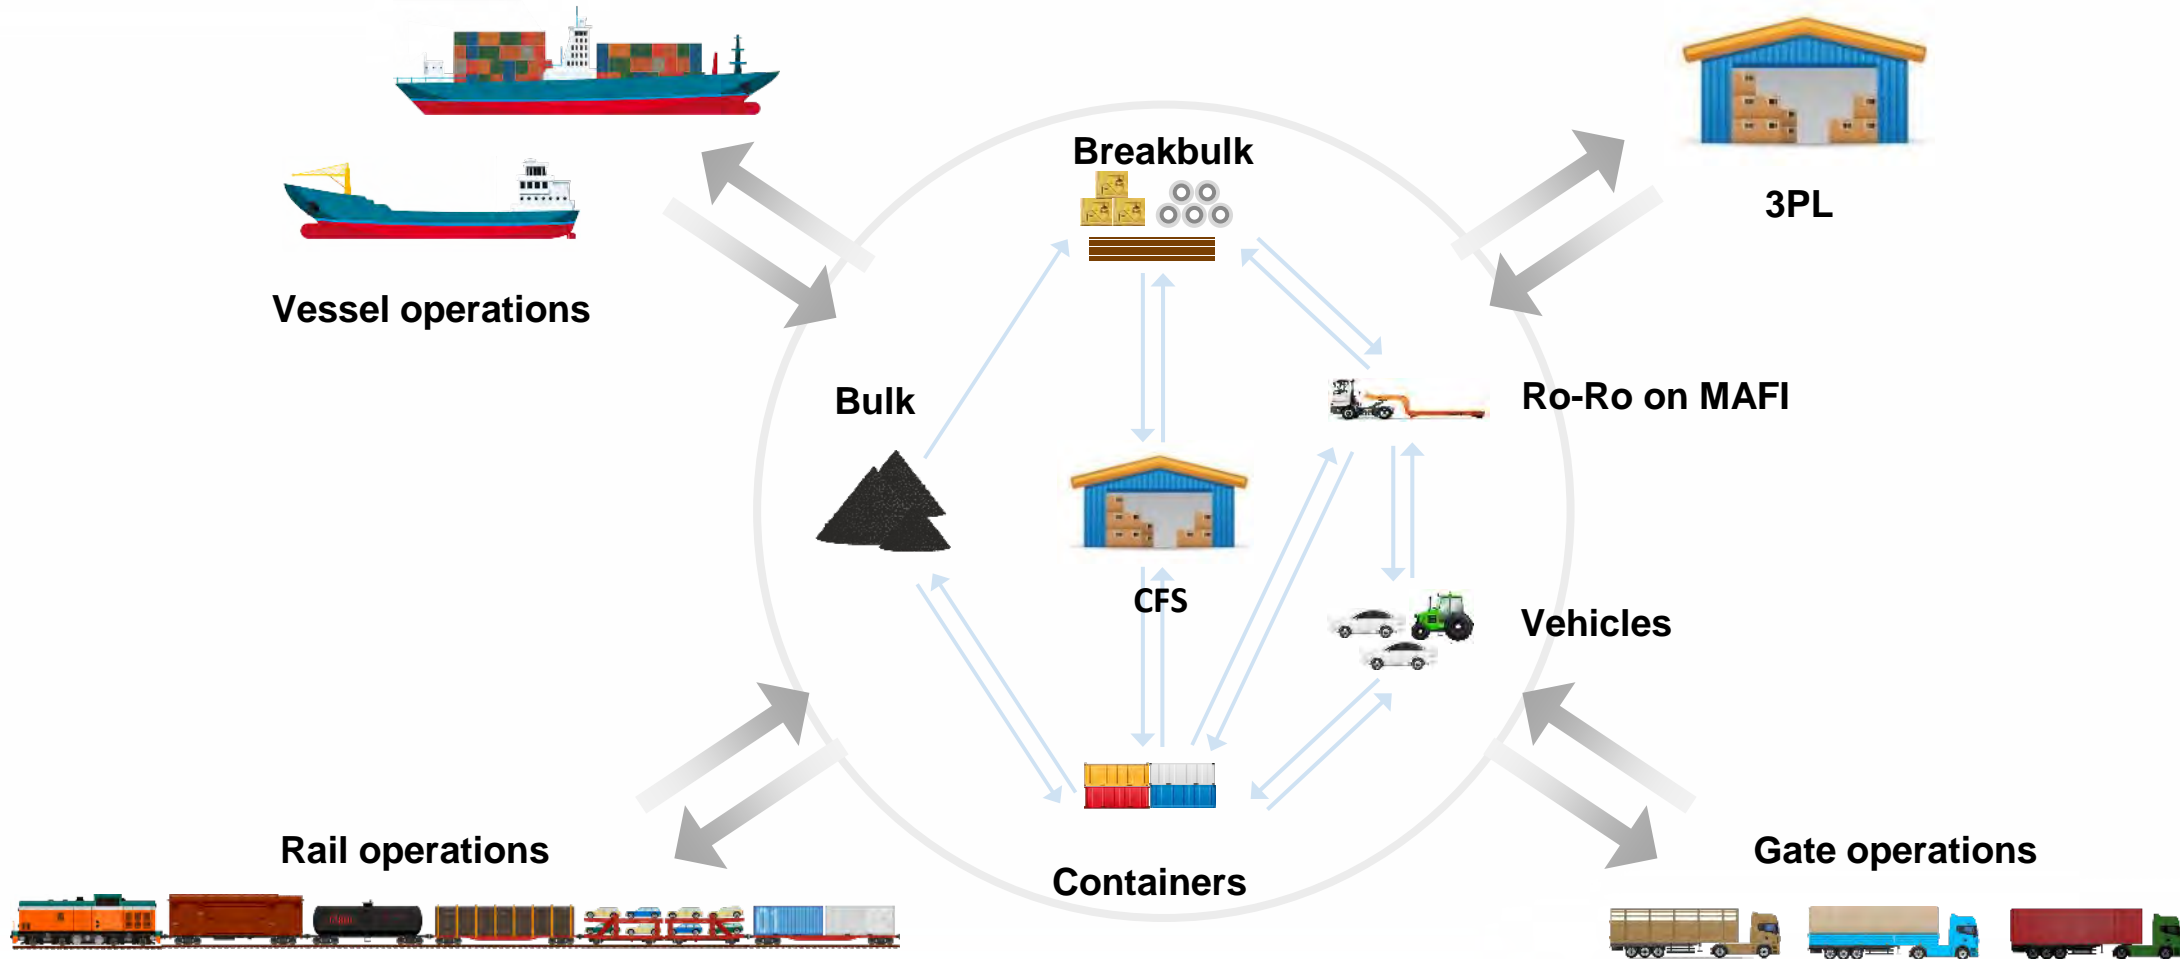 Breakbulk
3PL
Vessel operations
Bulk
Ro-Ro on MAFI
CFS
Vehicles
Rail operations
Gate operations
Containers